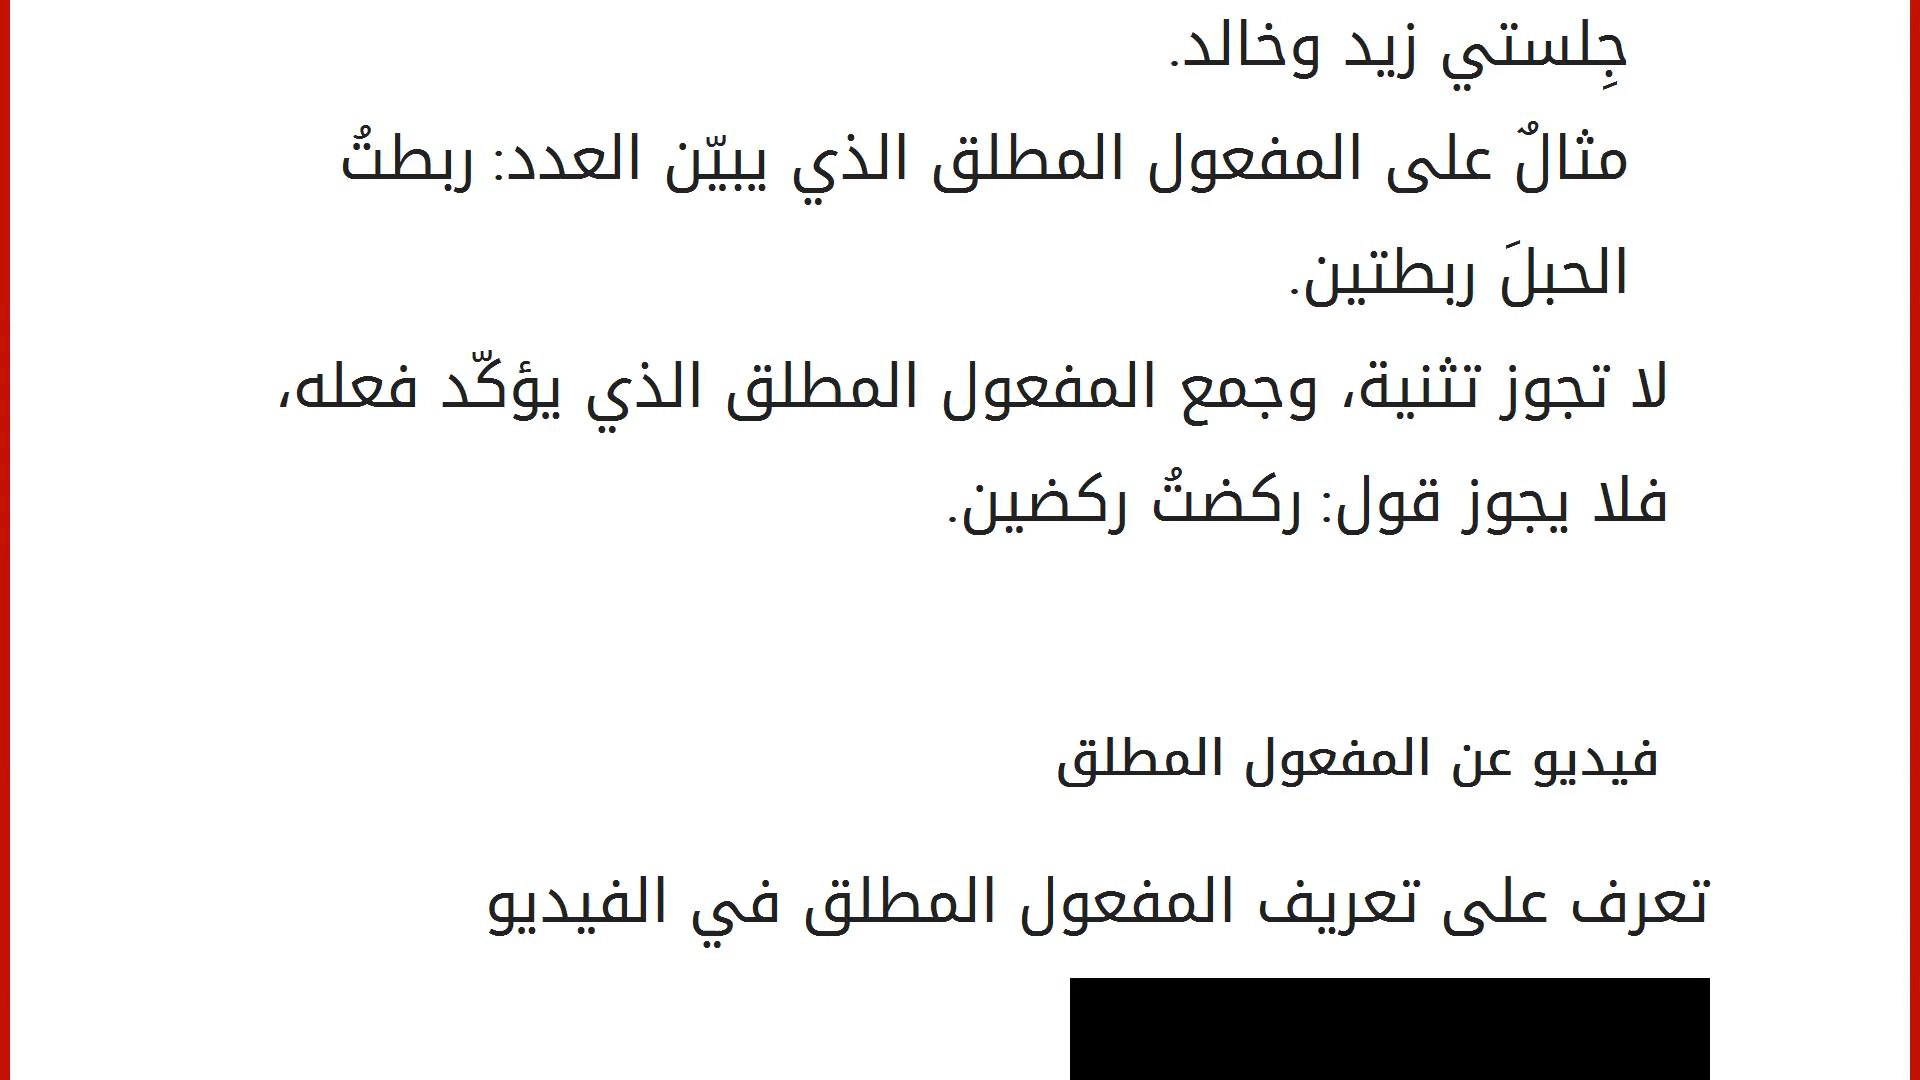 جِلستي زيد وخالد.
مثالٌ على المفعول المطلق الذي يبيّن العدد: ربطتُ
الحبلَ ربطتين.
لا تجوز تثنية، وجمع المفعول المطلق الذي يؤكّد فعله،
فلا يجوز قول: ركضتُ ركضين.
فيديو عن المفعول المطلق
تعرف على تعريف المفعول المطلق في الفيديو